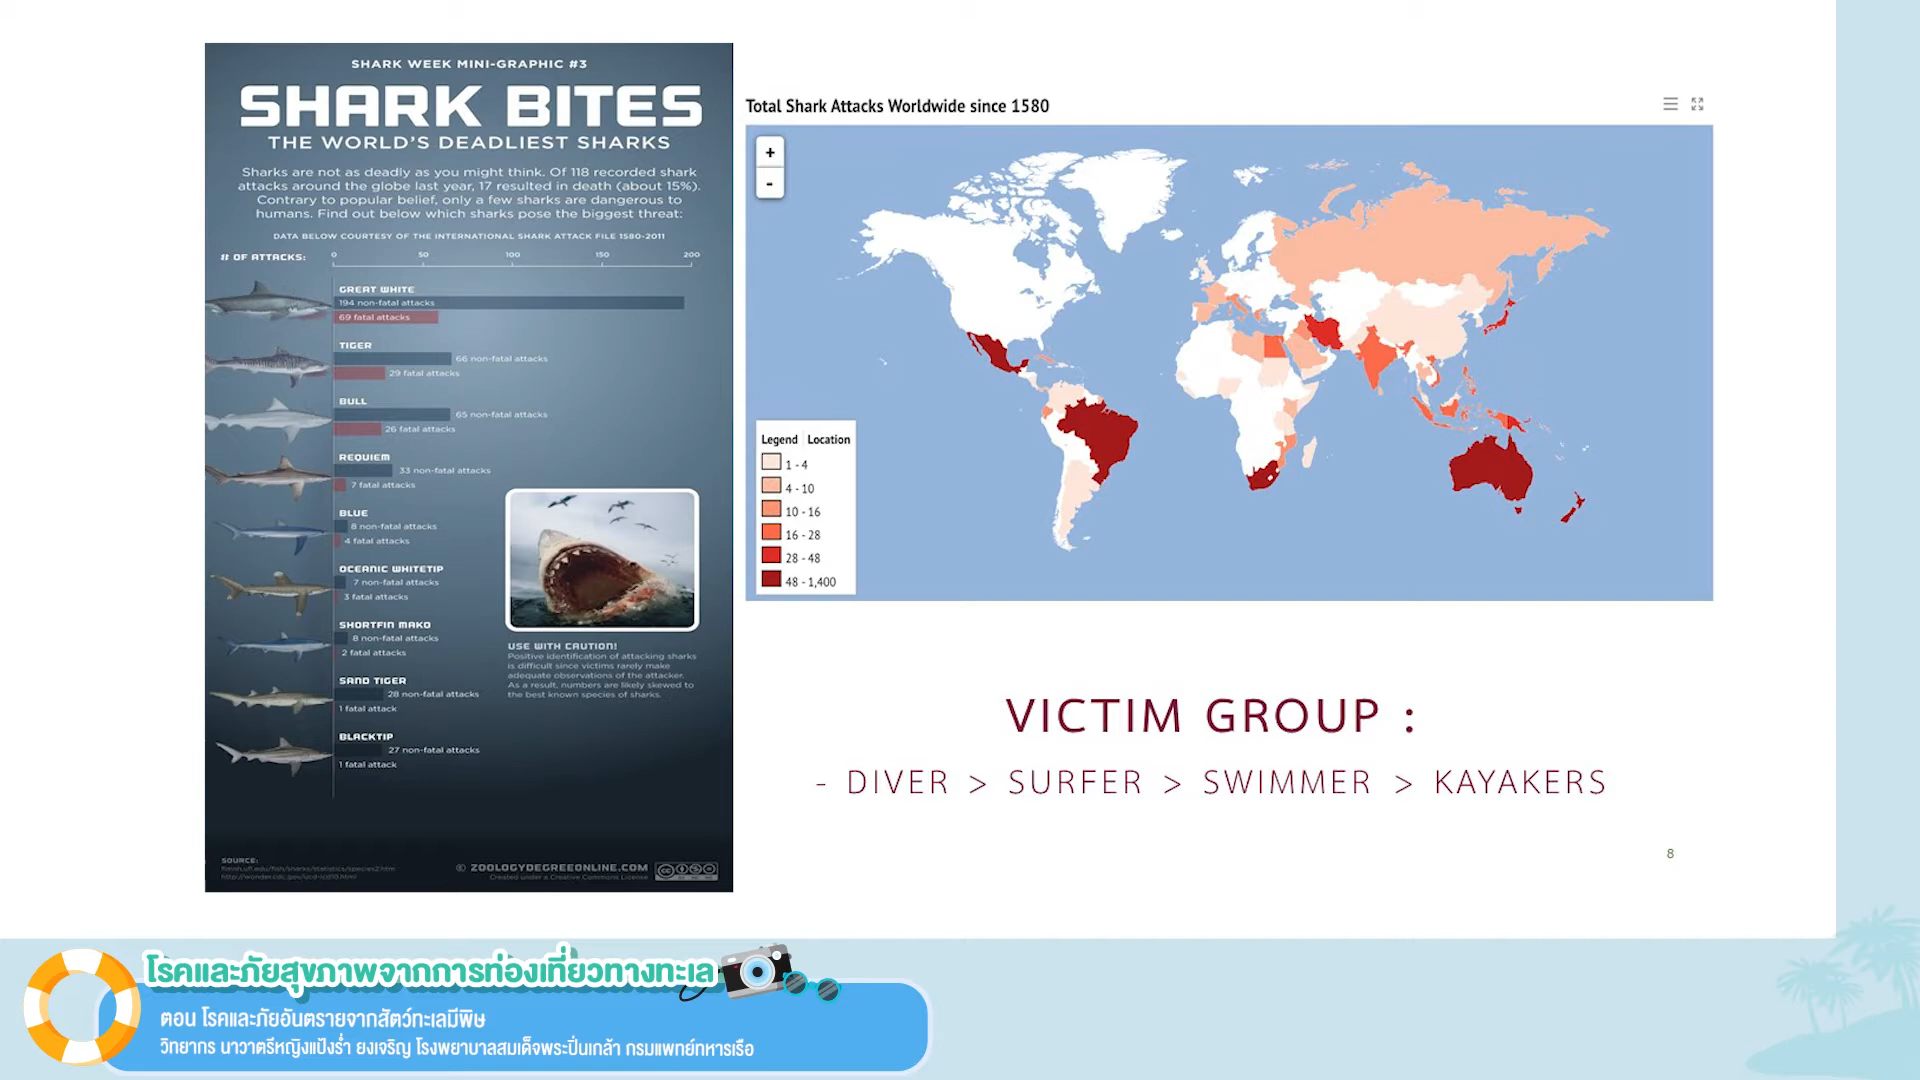 SHARK WEEK MINI-GRAPHIC #3
SHARK BITES
THE WORLD'S DEADLIEST SHARKS
Sharks are not as deadly as you might think. Of 118 recorded shark
attacks around the globe last year, 17 resulted in death (about 15%).
Contrary to popular belief, only a few sharks are dangerous to
humans. Find out below which sharks pose the biggest threat:
DATA BELOW COURTESY OF THE INTERNATIONAL SHARK ATTACK FILE 1580-2011
# OF ATTACKS:
0 50 100 150 200
GREAT WHITE
194 non-fatal attacks
69 fatal attacks
TIGER
66 non-fatal attacks
29 fatal attacks
BULL
65 non-fatal attacks
26 fatal attacks
REQUIEM
33 non-fatal attacks
7 fatal attacks
BLUE
8 non-fatal attacks
4 fatal attacks
OCEANIC WHITETIP
7 non-fatal attacks
3 fatal attacks
SHORTFIN MAKO
8 non-fatal attacks
2 fatal attacks
SAND TIGER
28 non-fatal attacks
1 fatal attack
BLACKTIP
27 non-fatal attacks
1 fatal attack
USE WITH CAUTION!
Positive identification of attacking sharks
is difficult since victims rarely make
adequate observations of the attacker.
As a result, numbers are likely skewed to
the best known species of sharks.
SOURCE:
© ZOOLOGYDEGREEONLINE.COM
Created under a Creative Commons License
Total Shark Attacks Worldwide since 1580
+
-
Legend Location
1 - 4
4 - 10
10 - 16
16 - 28
28 - 48
48 - 1,400
VICTIM GROUP :
- DIVER > SURFER > SWIMMER > KAYAKERS
8
โรคและภัยสุขภาพจากการท่องเที่ยวทางทะเล
ตอน โรคและภัยอันตรายจากสัตว์ทะเลมีพิษ
วิทยากร นาวาตรีหญิงแป้งร่ำ ยงเจริญ โรงพยาบาลสมเด็จพระปิ่นเกล้า กรมแพทย์ทหารเรือ